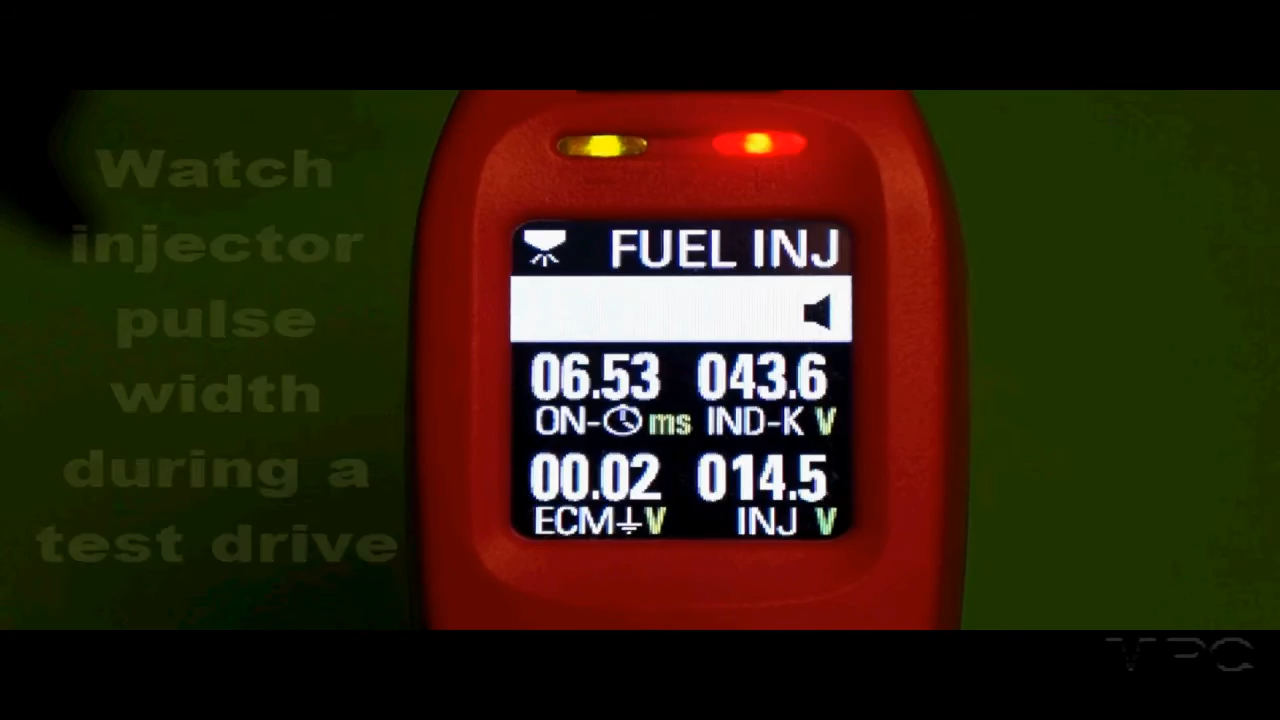 Watch
injector
pulse
width
during a
test drive
FUEL INJ
06.53 043.6
ON- ms IND-K V
00.02 014.5
ECM V INJ V